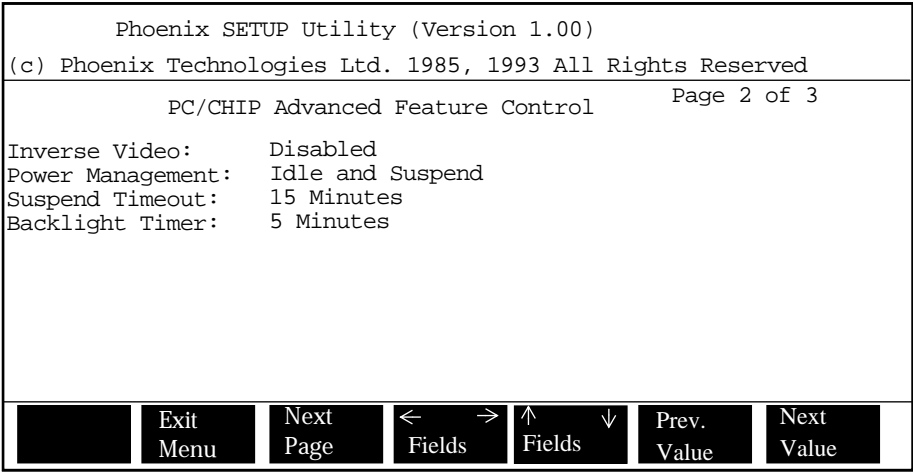 Phoenix SETUP Utility (Version 1.00)
(c) Phoenix Technologies Ltd. 1985, 1993 All Rights Reserved
Page 2 of 3
PC/CHIP Advanced Feature Control
Inverse Video: Disabled
Power Management: Idle and Suspend
Suspend Timeout: 15 Minutes
Backlight Timer: 5 Minutes
Exit Menu
Next Page
← → Fields
↑ ↓ Fields
Prev. Value
Next Value